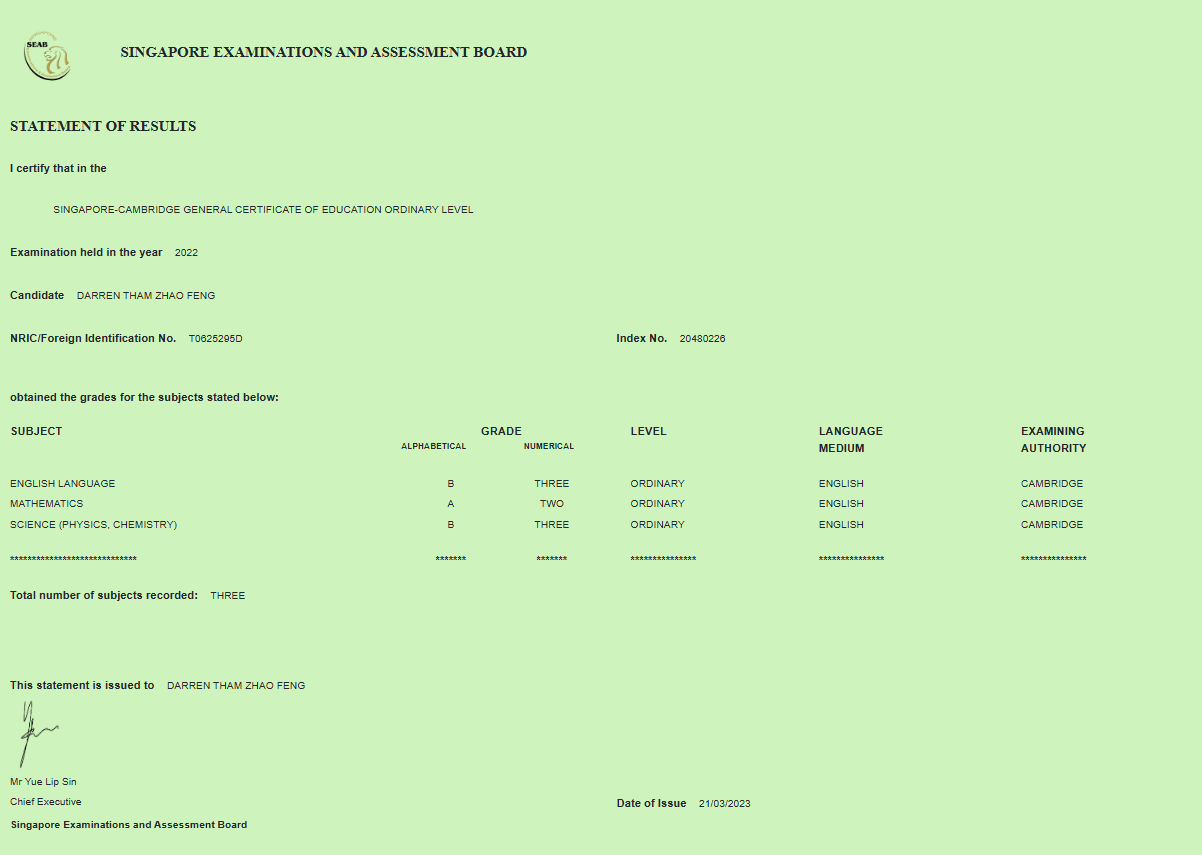 SEAB
SINGAPORE EXAMINATIONS AND ASSESSMENT BOARD
STATEMENT OF RESULTS
I certify that in the
SINGAPORE-CAMBRIDGE GENERAL CERTIFICATE OF EDUCATION ORDINARY LEVEL
Examination held in the year 2022
Candidate DARREN THAM ZHAO FENG
NRIC/Foreign Identification No. T0625295D Index No. 20480226
obtained the grades for the subjects stated below:
SUBJECT GRADE LEVEL LANGUAGE EXAMINING
ALPHABETICAL NUMERICAL MEDIUM AUTHORITY
ENGLISH LANGUAGE B THREE ORDINARY ENGLISH CAMBRIDGE
MATHEMATICS A TWO ORDINARY ENGLISH CAMBRIDGE
SCIENCE (PHYSICS, CHEMISTRY) B THREE ORDINARY ENGLISH CAMBRIDGE
***************************** ******* ******* *************** *************** ***************
Total number of subjects recorded: THREE
This statement is issued to DARREN THAM ZHAO FENG
Mr Yue Lip Sin
Chief Executive
Date of Issue 21/03/2023
Singapore Examinations and Assessment Board